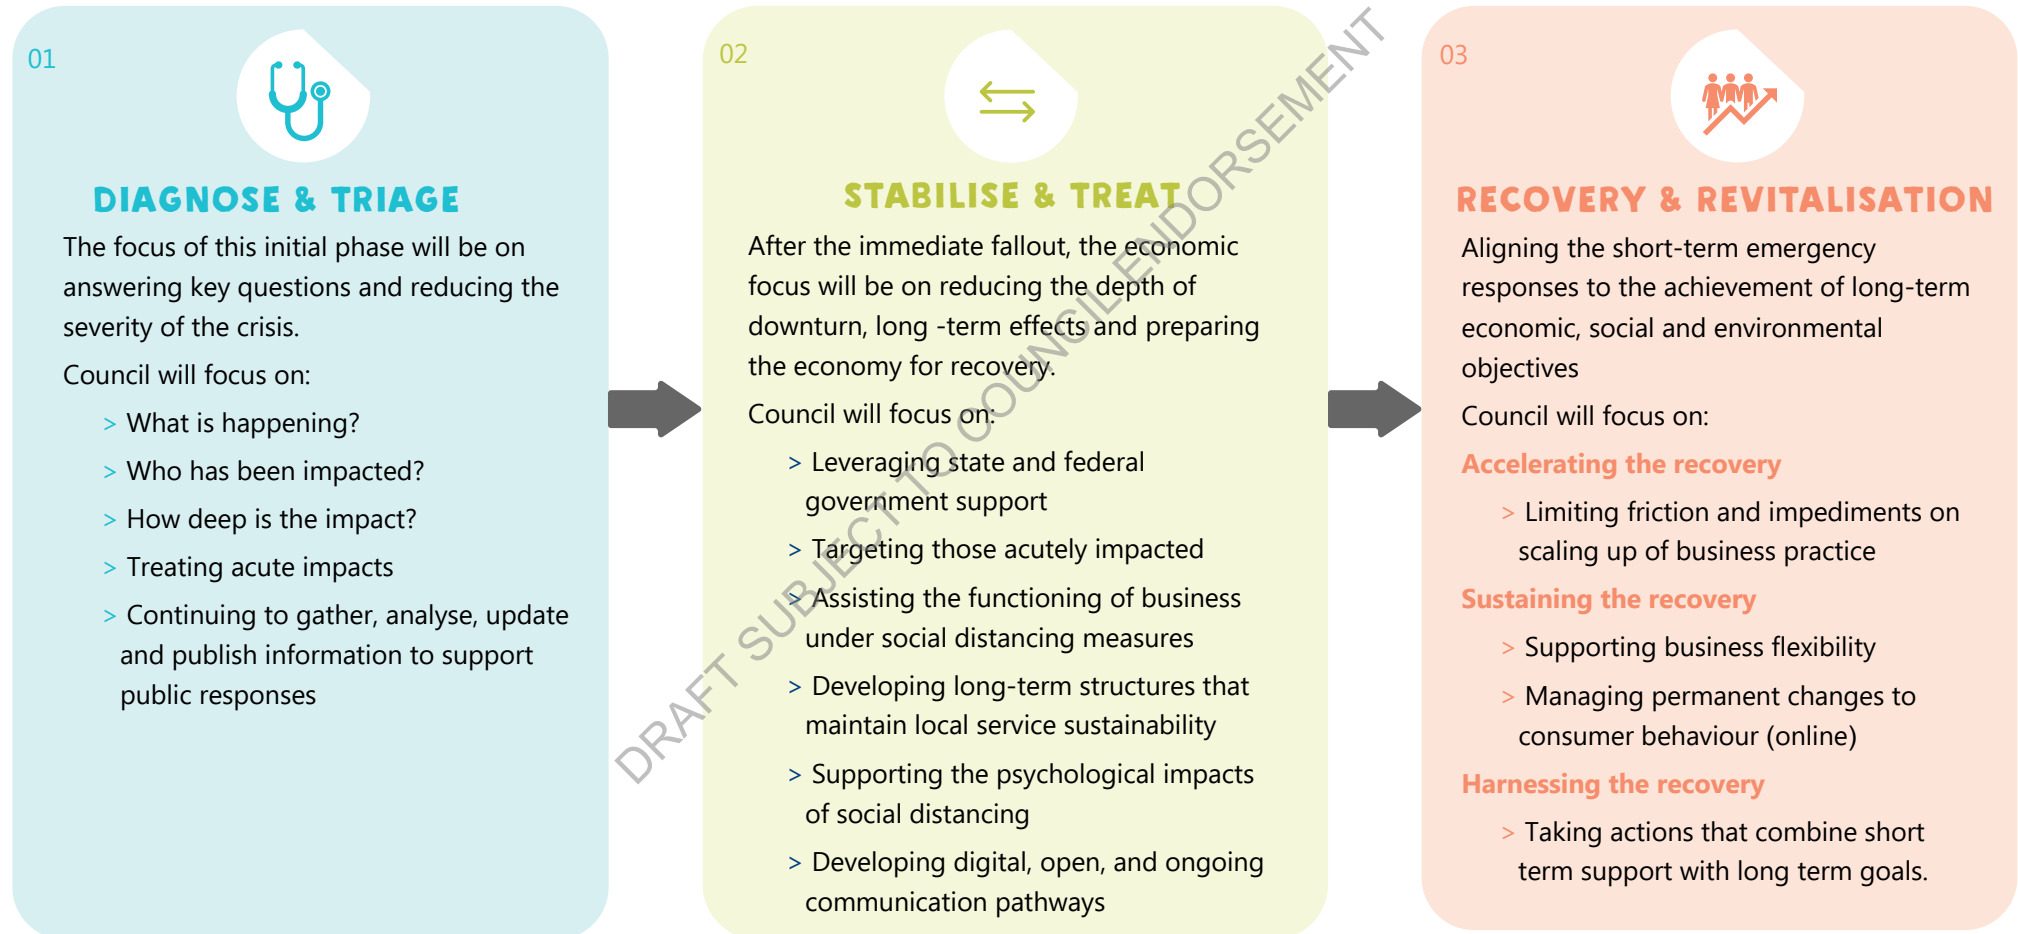 01
DIAGNOSE & TRIAGE
The focus of this initial phase will be on
answering key questions and reducing the
severity of the crisis.
Council will focus on:
> What is happening?
> Who has been impacted?
> How deep is the impact?
> Treating acute impacts
> Continuing to gather, analyse, update
and publish information to support
public responses
02
STABILISE & TREAT
After the immediate fallout, the economic
focus will be on reducing the depth of
downturn, long -term effects and preparing
the economy for recovery.
Council will focus on:
> Leveraging state and federal
government support
> Targeting those acutely impacted
> Assisting the functioning of business
under social distancing measures
> Developing long-term structures that
maintain local service sustainability
> Supporting the psychological impacts
of social distancing
> Developing digital, open, and ongoing
communication pathways
03
RECOVERY & REVITALISATION
Aligning the short-term emergency
responses to the achievement of long-term
economic, social and environmental
objectives
Council will focus on:
Accelerating the recovery
> Limiting friction and impediments on
scaling up of business practice
Sustaining the recovery
> Supporting business flexibility
> Managing permanent changes to
consumer behaviour (online)
Harnessing the recovery
> Taking actions that combine short
term support with long term goals.
DRAFT SUBJECT TO COUNCIL ENDORSEMENT